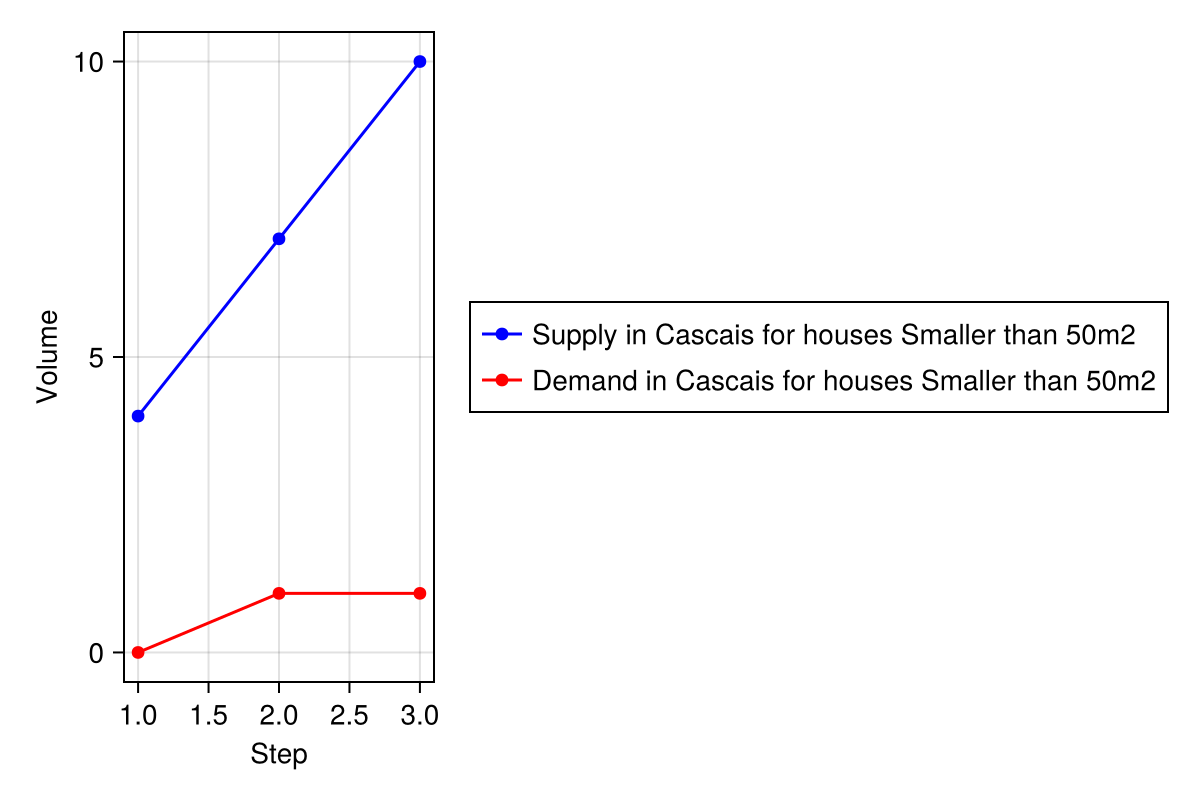 10
5
0
Volume
1.0 1.5 2.0 2.5 3.0
Step
Supply in Cascais for houses Smaller than 50m2
Demand in Cascais for houses Smaller than 50m2